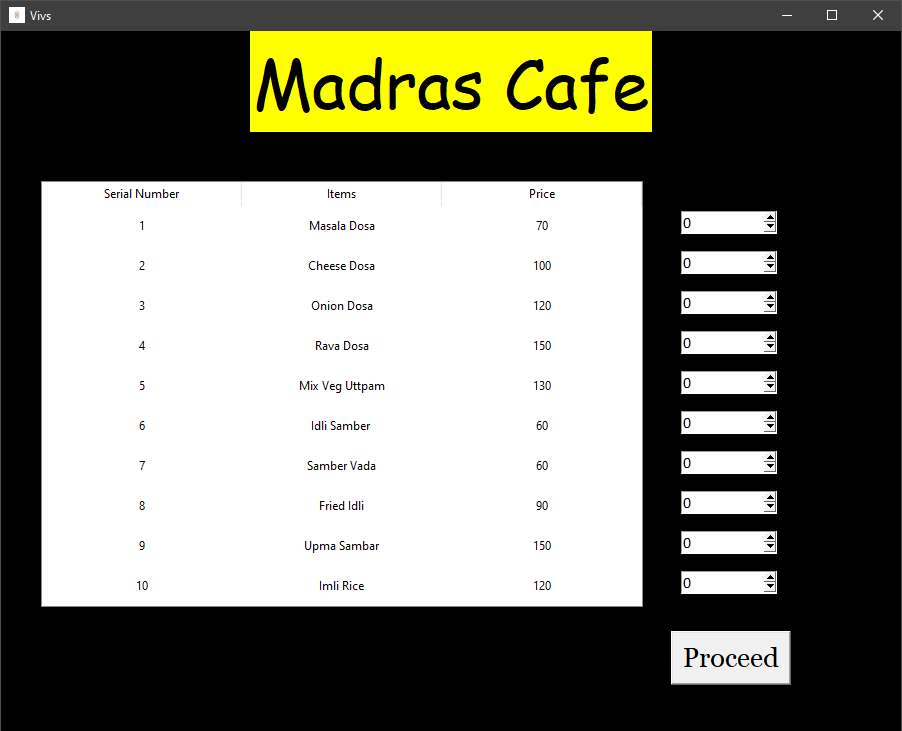 Vivs
Madras Cafe
Serial Number Items Price
1 Masala Dosa 70 0
2 Cheese Dosa 100 0
3 Onion Dosa 120 0
4 Rava Dosa 150 0
5 Mix Veg Uttpam 130 0
6 Idli Samber 60 0
7 Samber Vada 60 0
8 Fried Idli 90 0
9 Upma Sambar 150 0
10 Imli Rice 120 0
Proceed